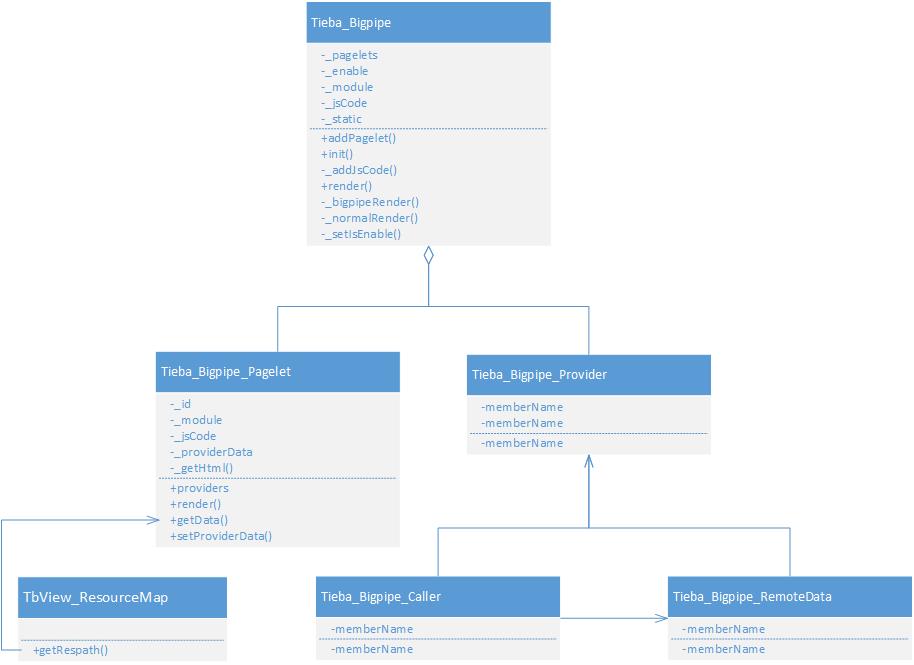 Tieba_Bigpipe
-_pagelets
-_enable
-_module
-_jsCode
-_static
+addPagelet()
+init()
-_addJsCode()
+render()
-_bigpipeRender()
-_normalRender()
-_setIsEnable()
Tieba_Bigpipe_Pagelet
-_id
-_module
-_jsCode
-_providerData
-_getHtml()
+providers
+render()
+getData()
+setProviderData()
Tieba_Bigpipe_Provider
-memberName
-memberName
-memberName
TbView_ResourceMap
+getRespath()
Tieba_Bigpipe_Caller
-memberName
-memberName
Tieba_Bigpipe_RemoteData
-memberName
-memberName